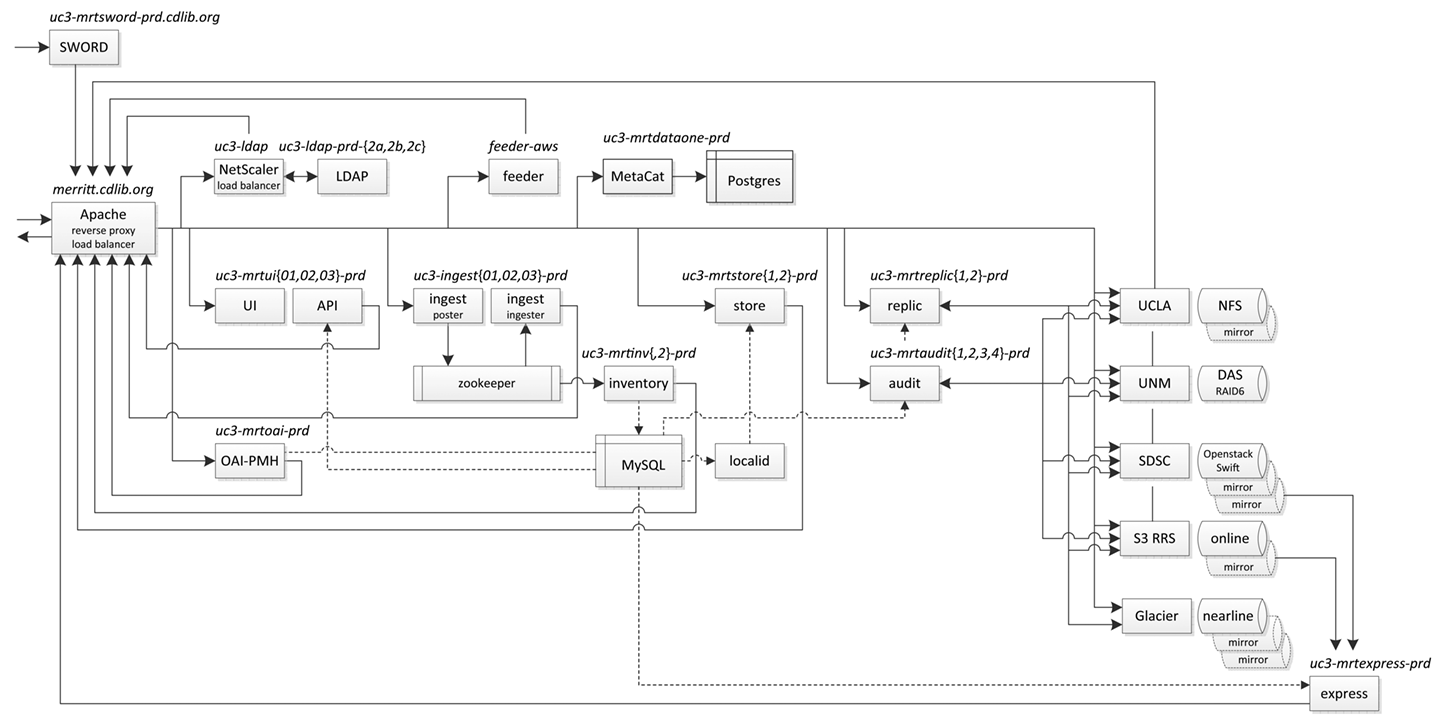 uc3-mrtsword-prd.cdlib.org
SWORD
uc3-ldap
uc3-ldap-prd-{2a,2b,2c}
NetScaler
load balancer
LDAP
feeder-aws
feeder
uc3-mrtdataone-prd
MetaCat
Postgres
merritt.cdlib.org
Apache
reverse proxy
load balancer
uc3-mrtui{01,02,03}-prd
UI
API
uc3-ingest{01,02,03}-prd
ingest
poster
ingest
ingester
zookeeper
uc3-mrtstore{1,2}-prd
store
uc3-mrtreplic{1,2}-prd
replic
uc3-mrtinv{,2}-prd
inventory
uc3-mrtaudit{1,2,3,4}-prd
audit
uc3-mrtoai-prd
OAI-PMH
MySQL
localid
UCLA
NFS
mirror
UNM
DAS
RAID6
SDSC
Openstack
Swift
mirror
mirror
S3 RRS
online
mirror
Glacier
nearline
mirror
mirror
uc3-mrtexpress-prd
express